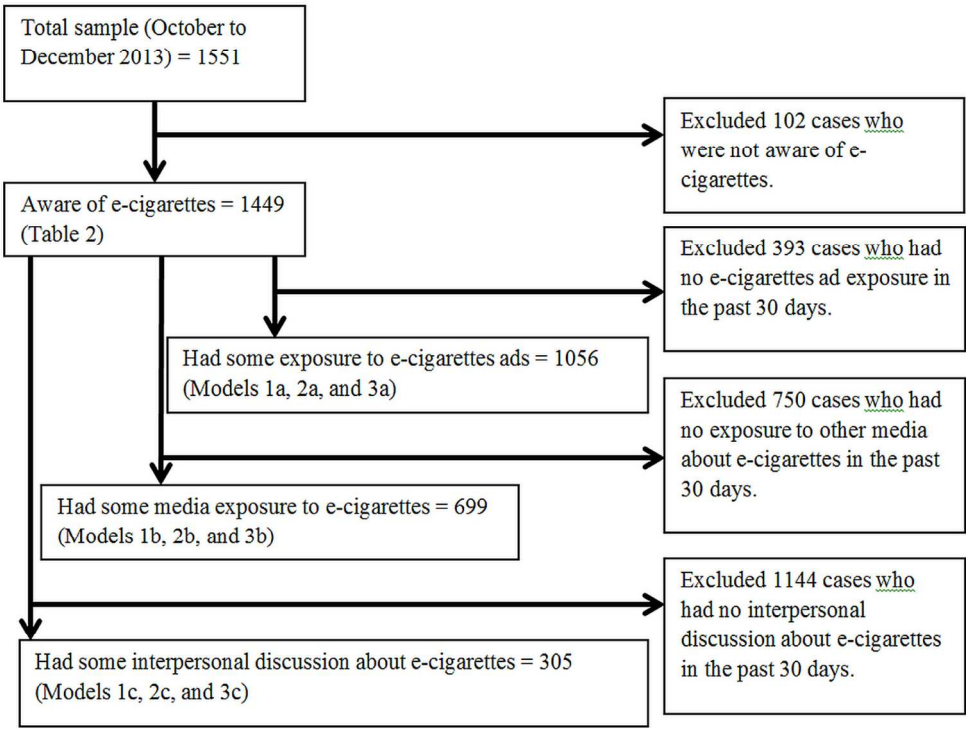 Total sample (October to
December 2013) = 1551
Excluded 102 cases who
were not aware of e-
cigarettes.
Aware of e-cigarettes = 1449
(Table 2)
Excluded 393 cases who had
no e-cigarettes ad exposure in
the past 30 days.
Had some exposure to e-cigarettes ads = 1056
(Models 1a, 2a, and 3a)
Excluded 750 cases who had
no exposure to other media
about e-cigarettes in the past
30 days.
Had some media exposure to e-cigarettes = 699
(Models 1b, 2b, and 3b)
Excluded 1144 cases who
had no interpersonal
discussion about e-cigarettes
in the past 30 days.
Had some interpersonal discussion about e-cigarettes = 305
(Models 1c, 2c, and 3c)